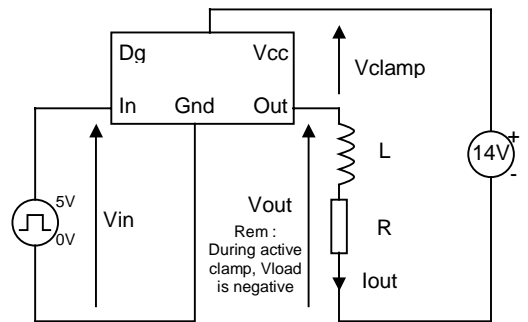 Dg Vcc
Vclamp
In Gnd Out
+
14V
-
L
5V
0V
Vin
Vout
R
Rem :
During active
clamp, Vload
is negative
Iout